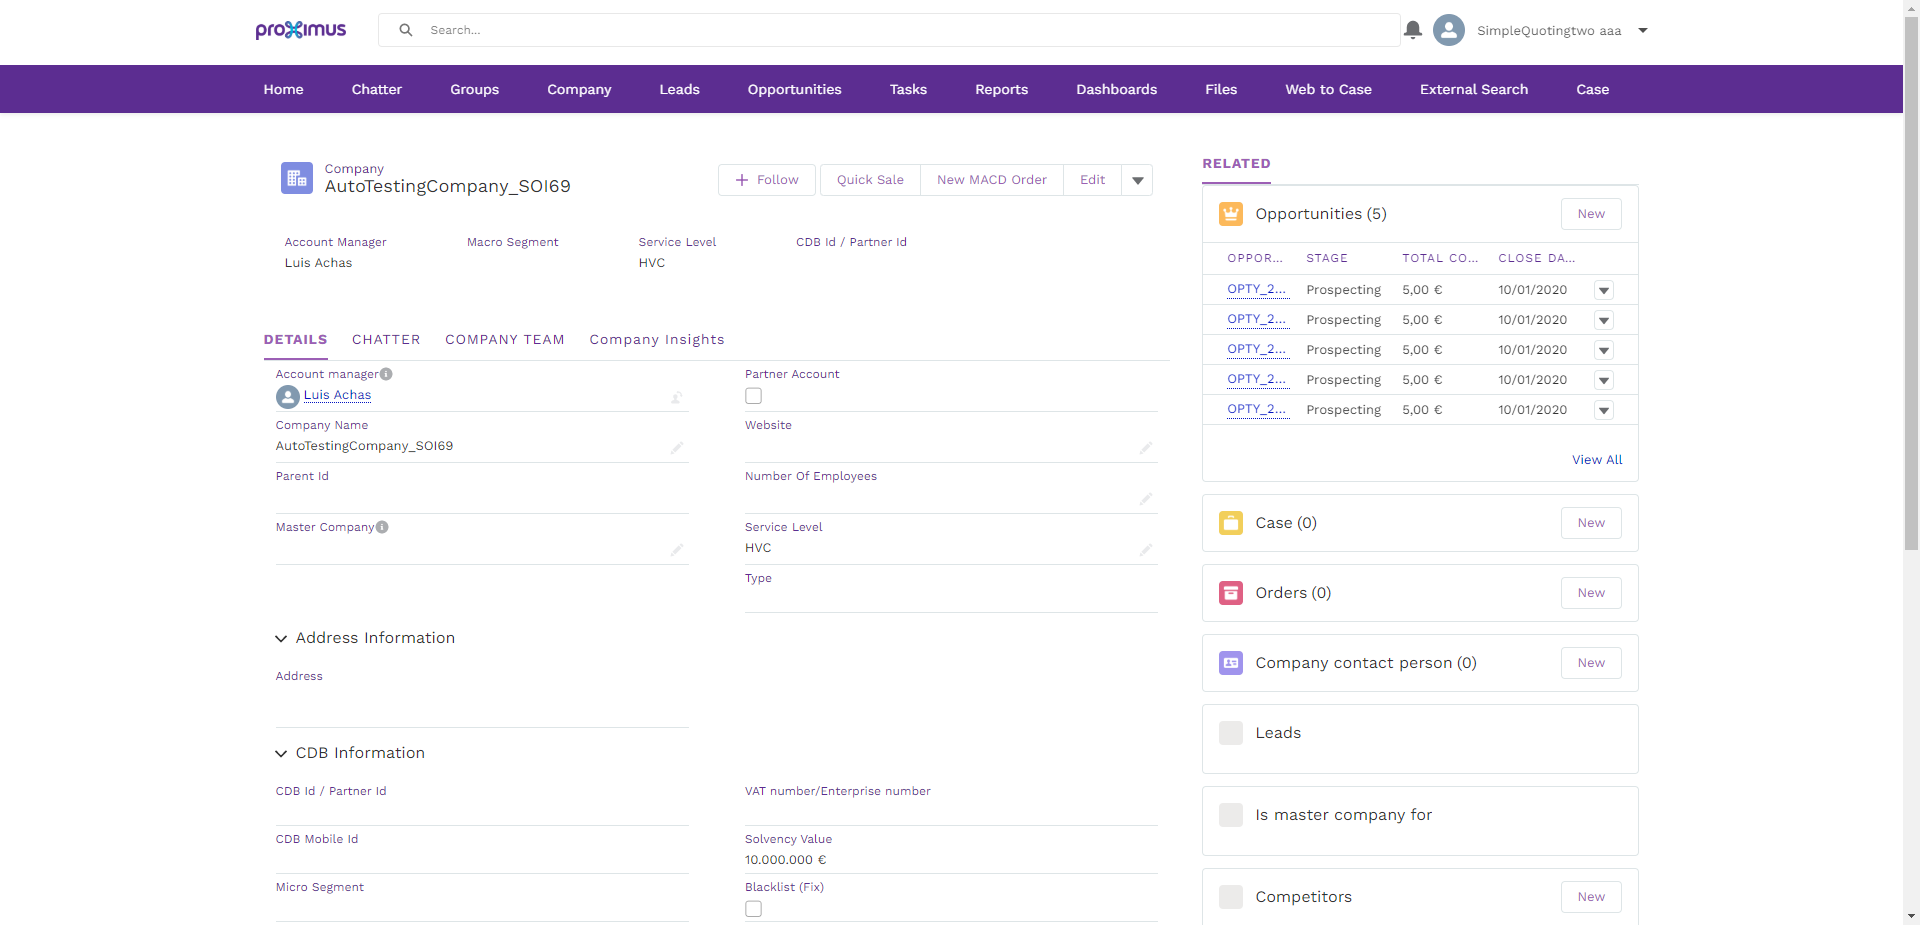 proximus
Search...
SimpleQuotingtwo aaa
Home Chatter Groups Company Leads Opportunities Tasks Reports Dashboards Files Web to Case External Search Case
Company
AutoTestingCompany_SOI69
Follow Quick Sale New MACD Order Edit
Account Manager Macro Segment Service Level CDB Id / Partner Id
Luis Achas HVC
DETAILS CHATTER COMPANY TEAM Company Insights
Account manager Partner Account
Luis Achas
Company Name Website
AutoTestingCompany_SOI69
Parent Id Number Of Employees
Master Company Service Level
HVC
Type
Address Information
Address
CDB Information
CDB Id / Partner Id VAT number/Enterprise number
CDB Mobile Id Solvency Value
10.000.000 €
Micro Segment Blacklist (Fix)
RELATED
Opportunities (5) New
OPPOR... STAGE TOTAL CO... CLOSE DA...
OPTY_2... Prospecting 5,00 € 10/01/2020
OPTY_2... Prospecting 5,00 € 10/01/2020
OPTY_2... Prospecting 5,00 € 10/01/2020
OPTY_2... Prospecting 5,00 € 10/01/2020
OPTY_2... Prospecting 5,00 € 10/01/2020
View All
Case (0) New
Orders (0) New
Company contact person (0) New
Leads
Is master company for
Competitors New